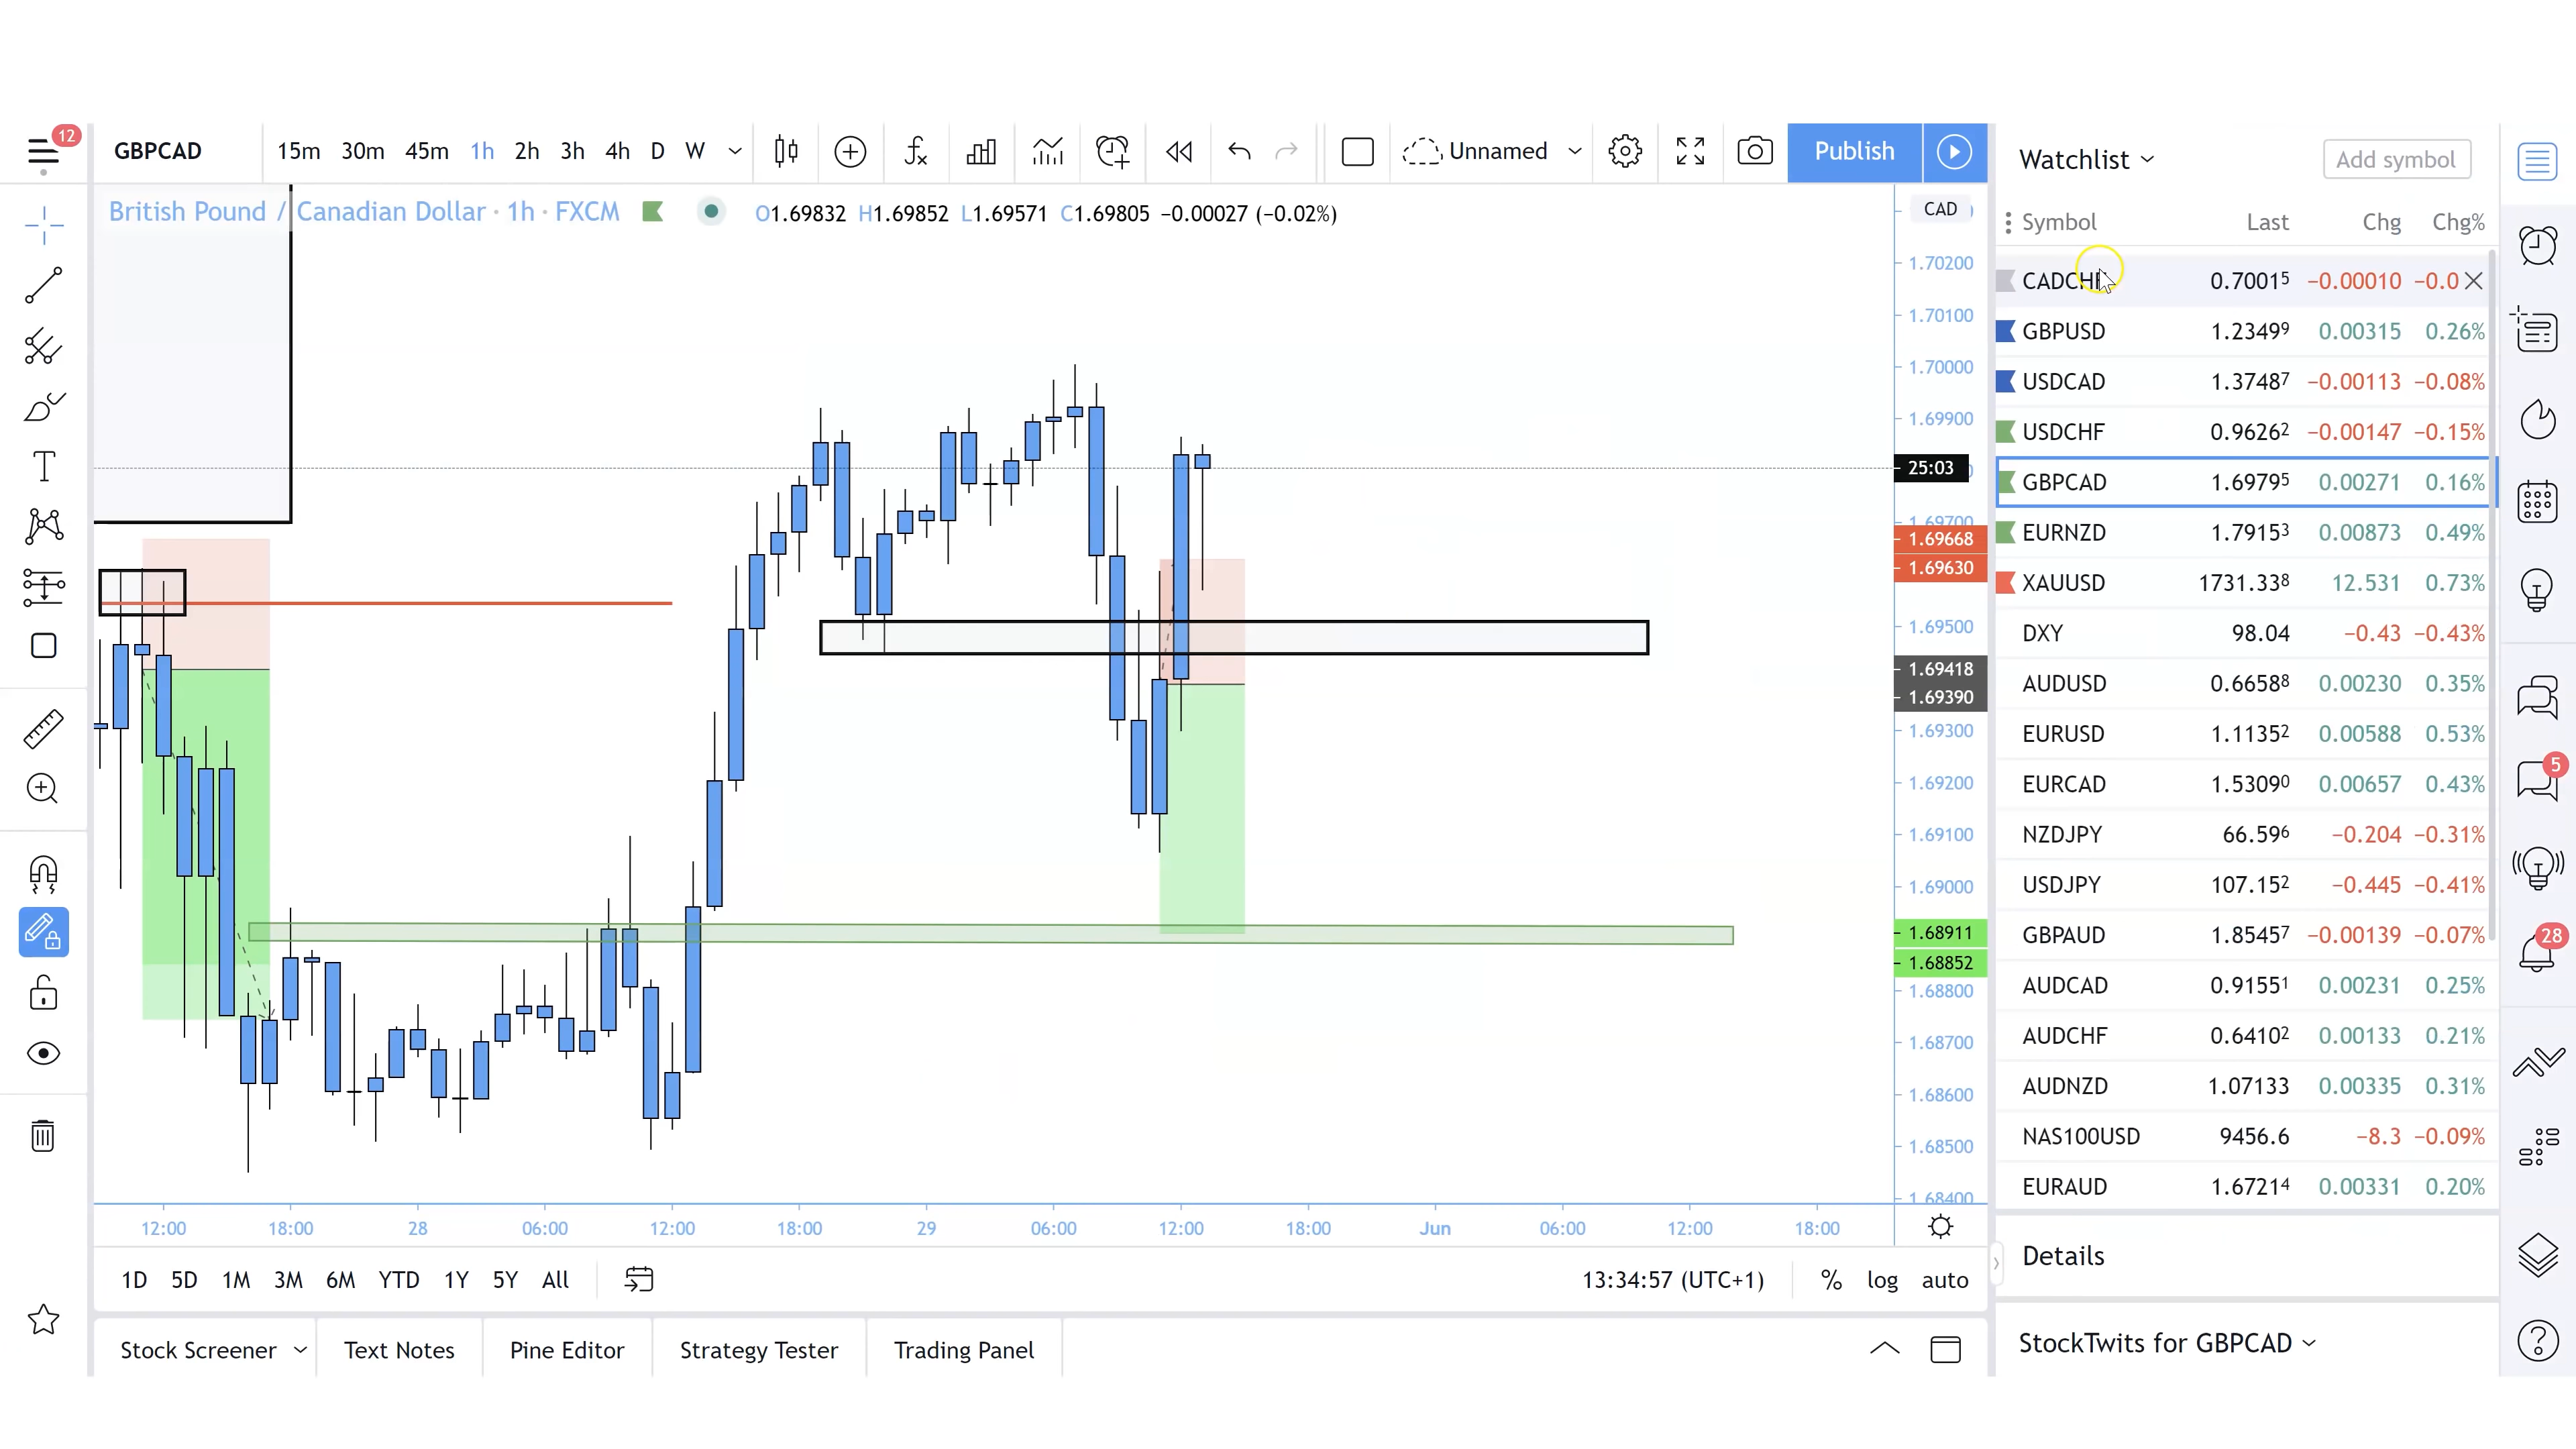 12
GBPCAD 15m 30m 45m 1h 2h 3h 4h D W Unnamed Publish
British Pound / Canadian Dollar · 1h · FXCM O1.69832 H1.69852 L1.69571 C1.69805 −0.00027 (−0.02%)
CAD
1.70200
1.70100
1.70000
1.69900
25:03
1.69700
1.69668
1.69630
1.69500
1.69418
1.69390
1.69300
1.69200
1.69100
1.69000
1.68911
1.68852
1.68800
1.68700
1.68600
1.68500
1.68400
12:00 18:00 28 06:00 12:00 18:00 29 06:00 12:00 18:00 Jun 06:00 12:00 18:00
1D 5D 1M 3M 6M YTD 1Y 5Y All 13:34:57 (UTC+1) % log auto
Stock Screener Text Notes Pine Editor Strategy Tester Trading Panel
Watchlist Add symbol
Symbol Last Chg Chg%
CADCHF 0.70015 −0.00010 −0.0
GBPUSD 1.23499 0.00315 0.26%
USDCAD 1.37487 −0.00113 −0.08%
USDCHF 0.96262 −0.00147 −0.15%
GBPCAD 1.69795 0.00271 0.16%
EURNZD 1.79153 0.00873 0.49%
XAUUSD 1731.338 12.531 0.73%
DXY 98.04 −0.43 −0.43%
AUDUSD 0.66588 0.00230 0.35%
EURUSD 1.11352 0.00588 0.53%
EURCAD 1.53090 0.00657 0.43%
NZDJPY 66.596 −0.204 −0.31%
USDJPY 107.152 −0.445 −0.41%
GBPAUD 1.85457 −0.00139 −0.07%
AUDCAD 0.91551 0.00231 0.25%
AUDCHF 0.64102 0.00133 0.21%
AUDNZD 1.07133 0.00335 0.31%
NAS100USD 9456.6 −8.3 −0.09%
EURAUD 1.67214 0.00331 0.20%
Details
StockTwits for GBPCAD
5
28